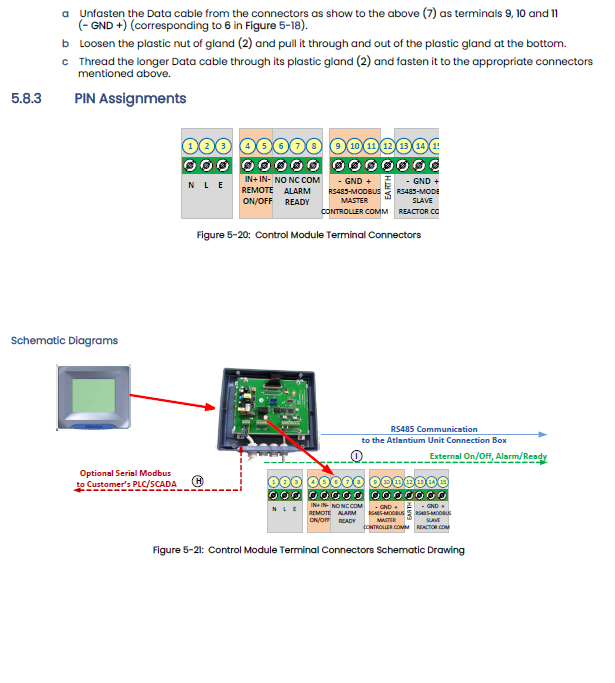 a Unfasten the Data cable from the connectors as show to the above (7) as terminals 9, 10 and 11
(- GND +) (corresponding to 6 in Figure 5-18).
b Loosen the plastic nut of gland (2) and pull it through and out of the plastic gland at the bottom.
c Thread the longer Data cable through its plastic gland (2) and fasten it to the appropriate connectors
mentioned above.
5.8.3 PIN Assignments
1 2 3 4 5 6 7 8 9 10 11 12 13 14 15
N L E IN+ IN- NO NC COM - GND + EARTH - GND +
REMOTE ALARM RS485-MODBUS RS485-MODB
ON/OFF READY MASTER SLAVE
CONTROLLER COMM REACTOR CO
Figure 5-20: Control Module Terminal Connectors
Schematic Diagrams
RS485 Communication
to the Atlantium Unit Connection Box
I External On/Off, Alarm/Ready
Optional Serial Modbus
to Customer's PLC/SCADA H
1 2 3 4 5 6 7 8 9 10 11 12 13 14 15
N L E IN+ IN- NO NC COM - GND + EARTH - GND +
REMOTE ALARM RS485-MODBUS RS485-MODBUS
ON/OFF READY MASTER SLAVE
CONTROLLER COMM REACTOR COM
Figure 5-21: Control Module Terminal Connectors Schematic Drawing